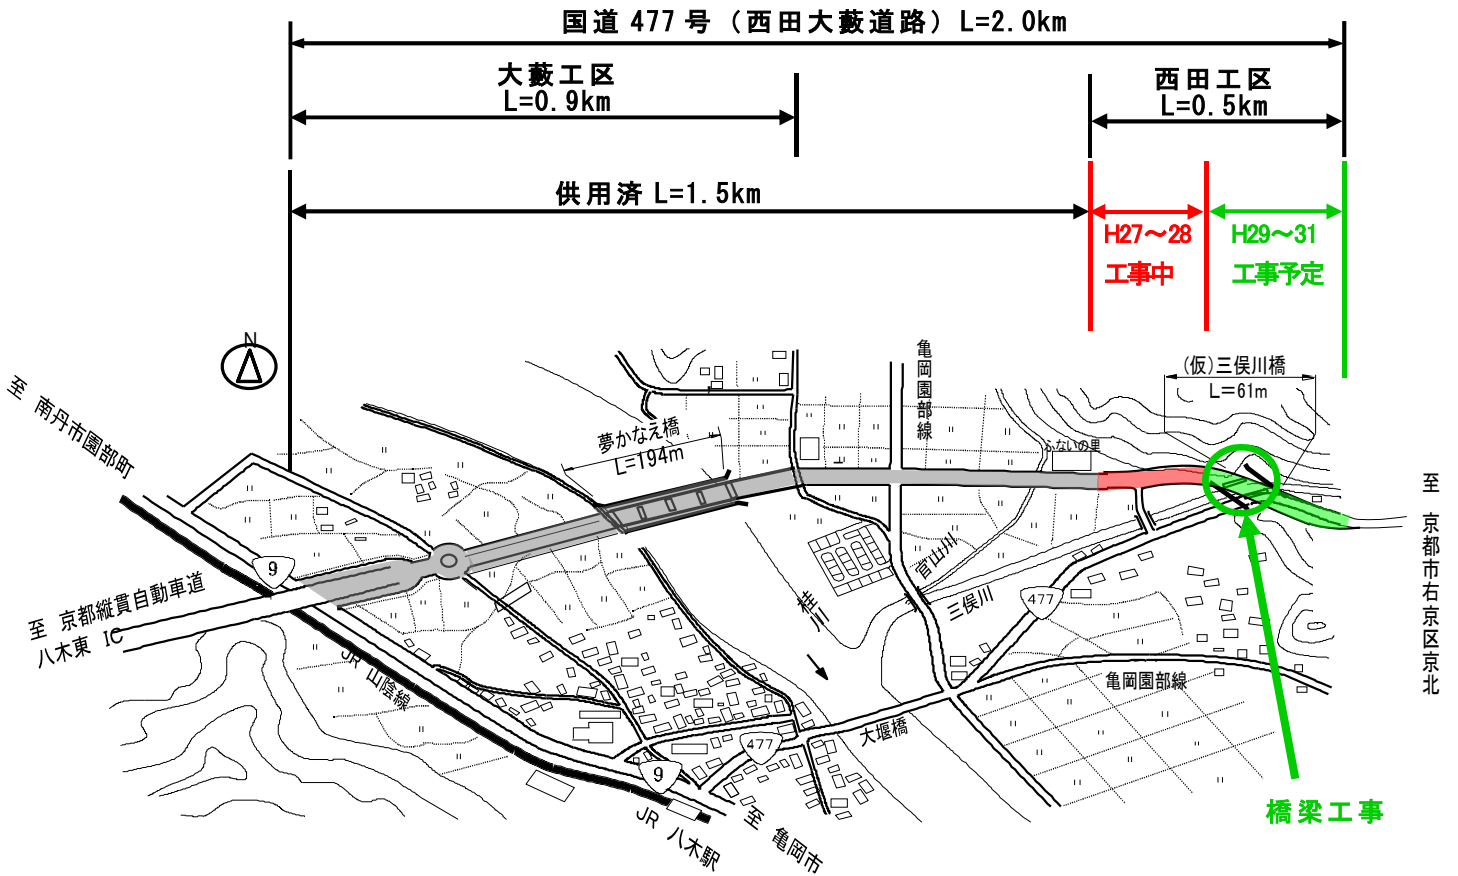 国道 477 号（西田大藪道路）L=2.0km
大藪工区
L=0.9km
西田工区
L=0.5km
供用済 L=1.5km
H27～28
工事中
H29～31
工事予定
N
至 南丹市園部町
夢かなえ橋
L=194m
亀岡園部線
ふないの里
(仮)三俣川橋
L=61m
至 京都市右京区京北
9
至 京都縦貫自動車道
八木東 IC
官山川
三俣川
477
桂川
JR 山陰線
亀岡園部線
大堰橋
477
9
JR 八木駅
至 亀岡市
橋梁工事